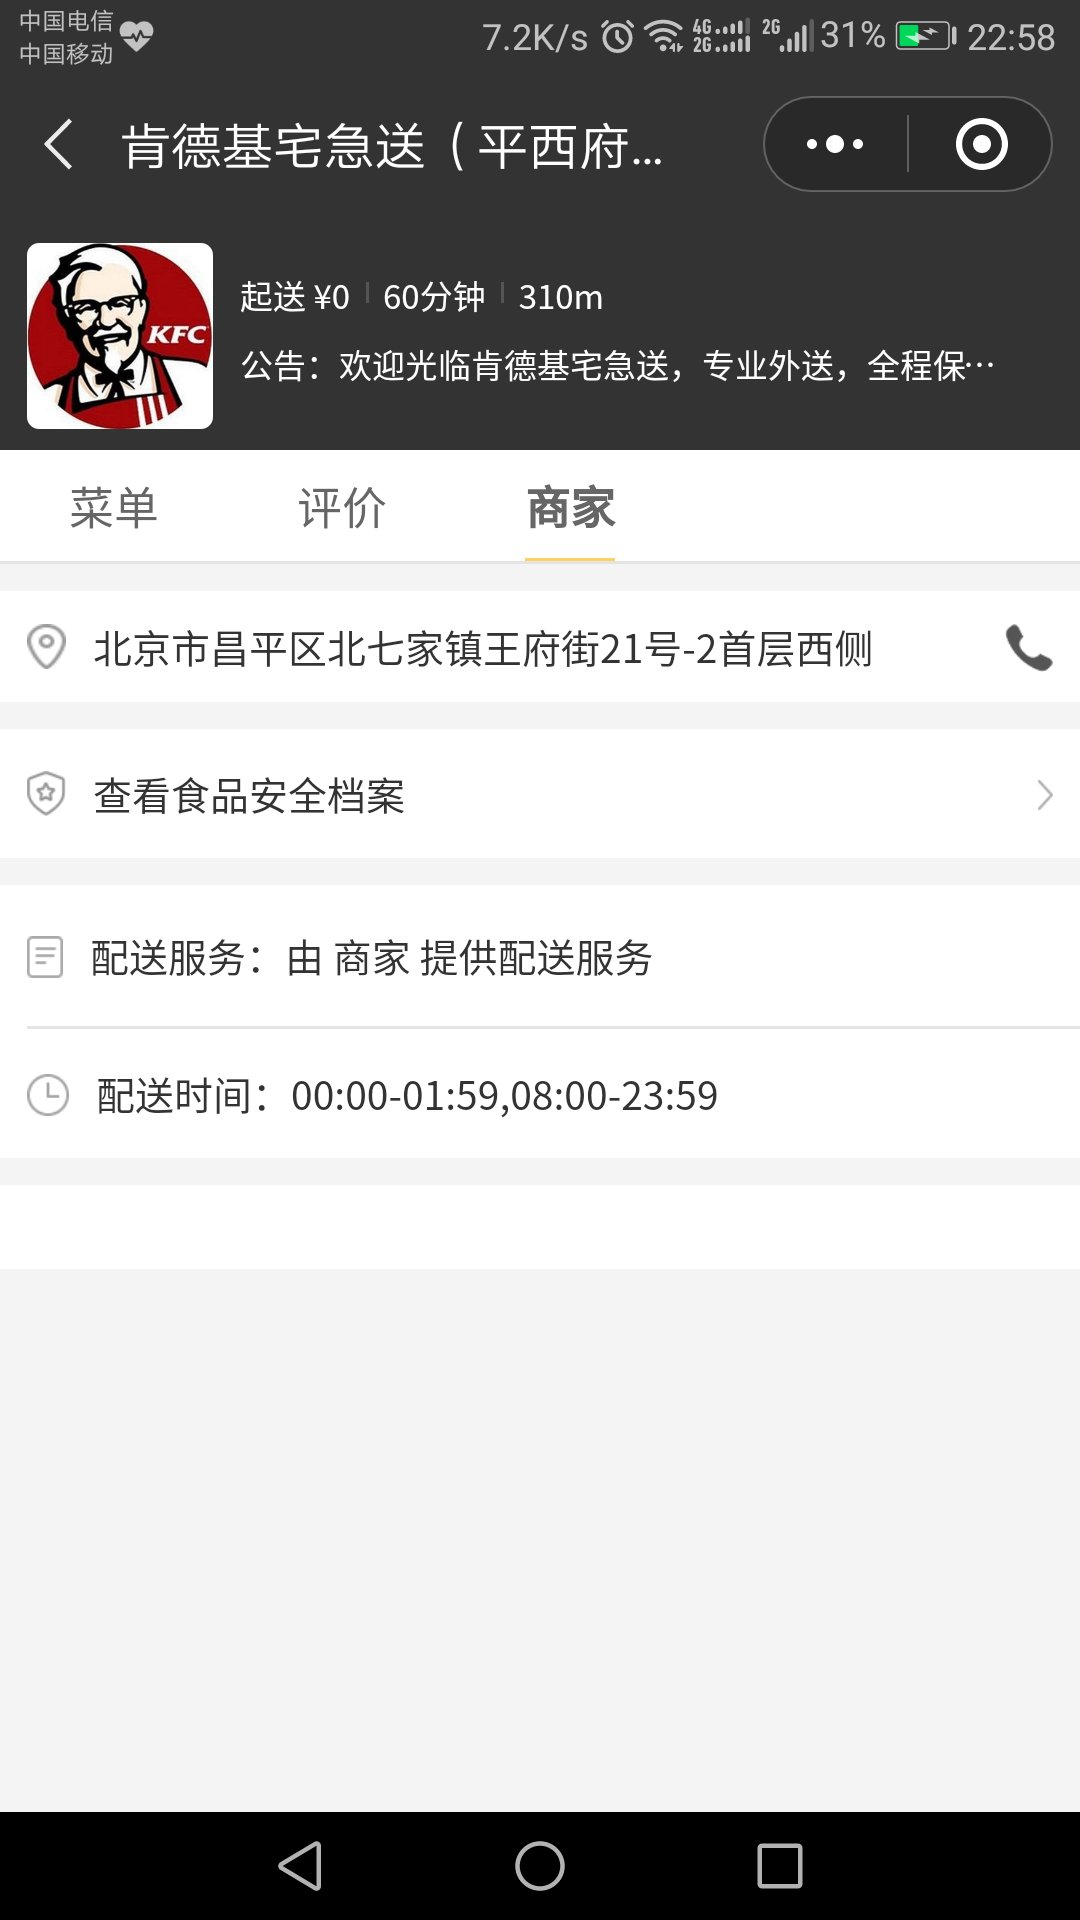 中国电信
中国移动
7.2K/s 4G 2G 2G 31% 22:58
肯德基宅急送（平西府...
KFC
起送 ¥0 60分钟 310m
公告：欢迎光临肯德基宅急送，专业外送，全程保…
菜单 评价 商家
北京市昌平区北七家镇王府街21号-2首层西侧
查看食品安全档案
配送服务：由 商家 提供配送服务
配送时间：00:00-01:59,08:00-23:59